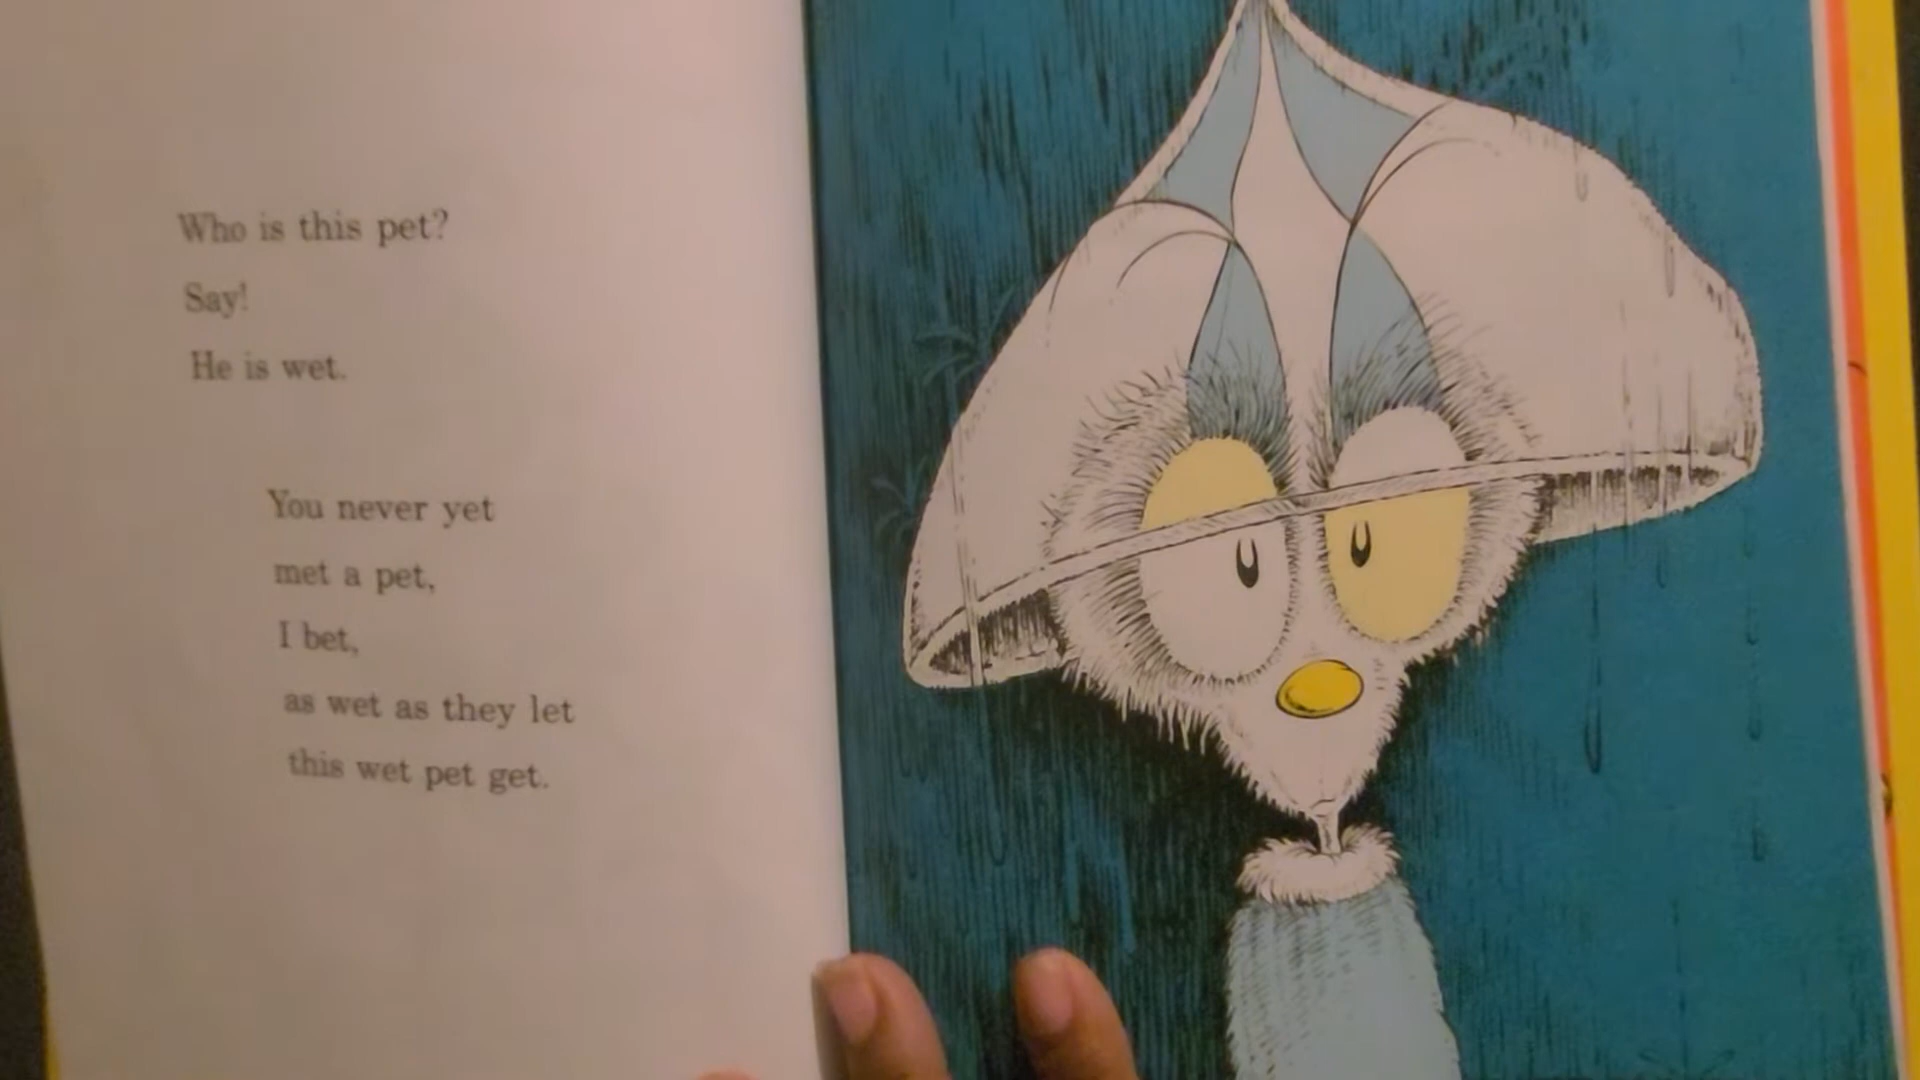 Who is this pet?
Say!
He is wet.
You never yet
met a pet,
I bet,
as wet as they let
this wet pet get.